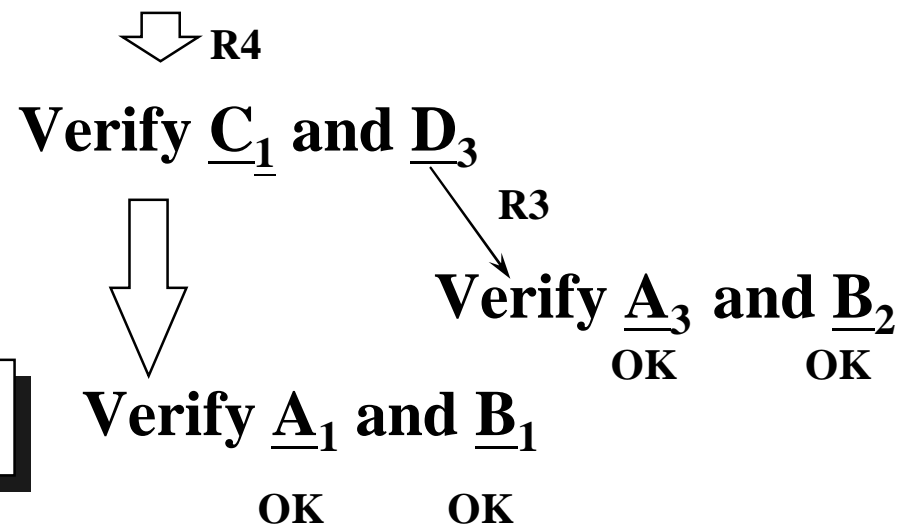 R4
Verify C₁ and D₃
R3
Verify A₃ and B₂
OK OK
Verify A₁ and B₁
OK OK